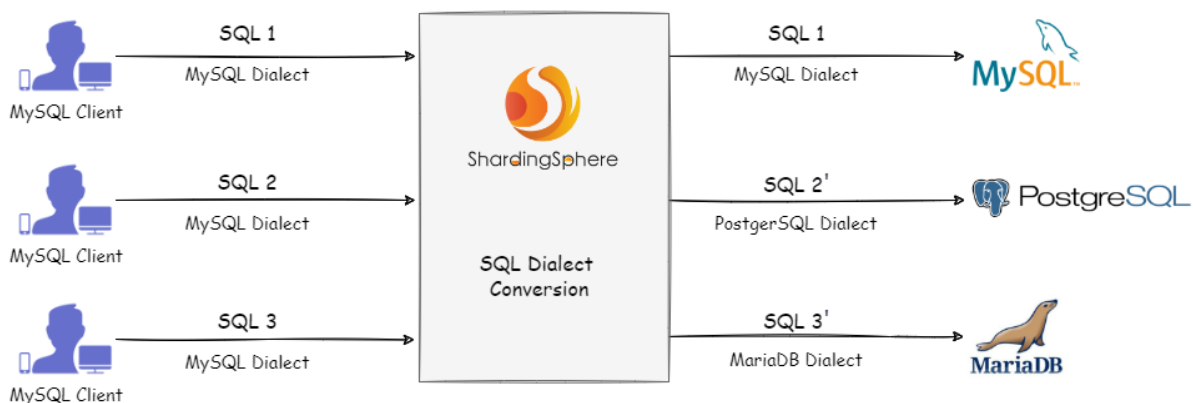 SQL 1
MySQL Dialect
MySQL Client
SQL 2
MySQL Dialect
MySQL Client
SQL 3
MySQL Dialect
MySQL Client
ShardingSphere
SQL Dialect
Conversion
SQL 1
MySQL Dialect
MySQL
SQL 2'
PostgerSQL Dialect
PostgreSQL
SQL 3'
MariaDB Dialect
MariaDB